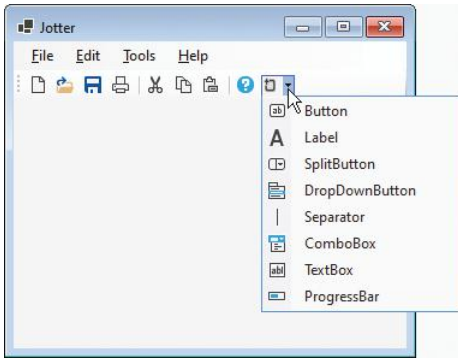 Jotter
File Edit Tools Help
Button
A Label
SplitButton
DropDownButton
Separator
ComboBox
TextBox
ProgressBar